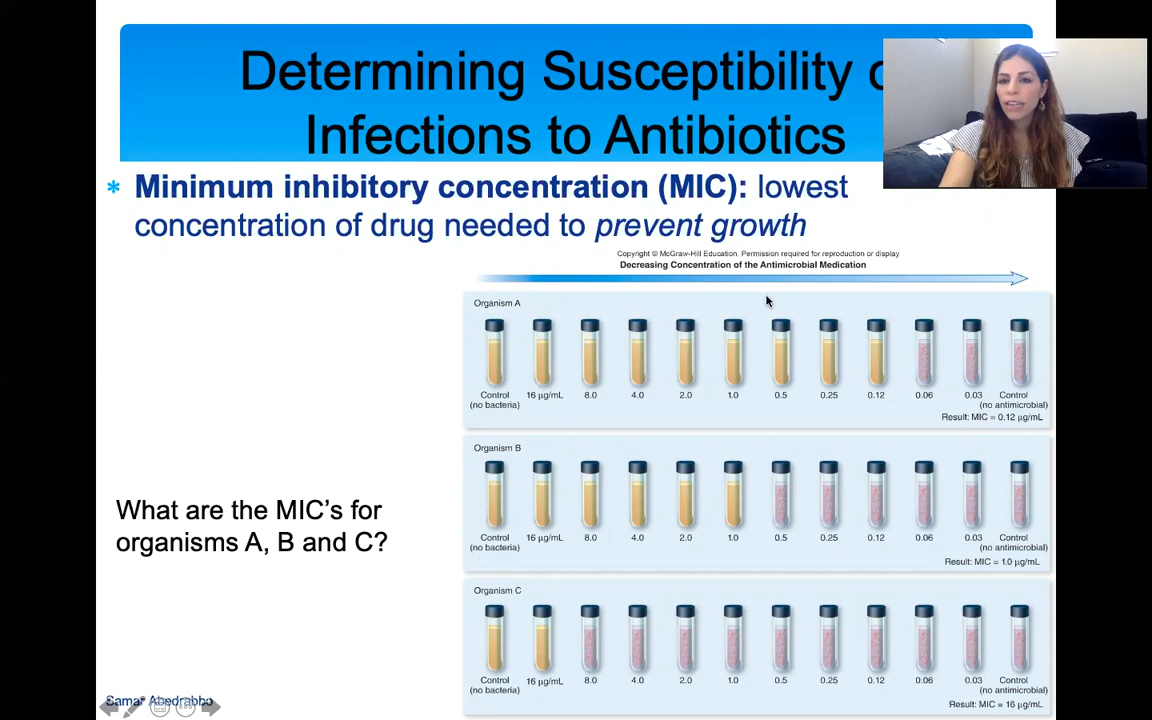 Determining Susceptibility
Infections to Antibiotics
* Minimum inhibitory concentration (MIC): lowest
concentration of drug needed to prevent growth
Copyright © McGraw-Hill Education. Permission required for reproduction or display.
Decreasing Concentration of the Antimicrobial Medication
Organism A
Control 16 µg/mL 8.0 4.0 2.0 1.0 0.5 0.25 0.12 0.06 0.03 Control
(no bacteria) (no antimicrobial)
Result: MIC = 0.12 µg/mL
Organism B
Control 16 µg/mL 8.0 4.0 2.0 1.0 0.5 0.25 0.12 0.06 0.03 Control
(no bacteria) (no antimicrobial)
Result: MIC = 1.0 µg/mL
What are the MIC's for
organisms A, B and C?
Organism C
Control 16 µg/mL 8.0 4.0 2.0 1.0 0.5 0.25 0.12 0.06 0.03 Control
(no bacteria) (no antimicrobial)
Result: MIC = 16 µg/mL
Samar Abedrabbo